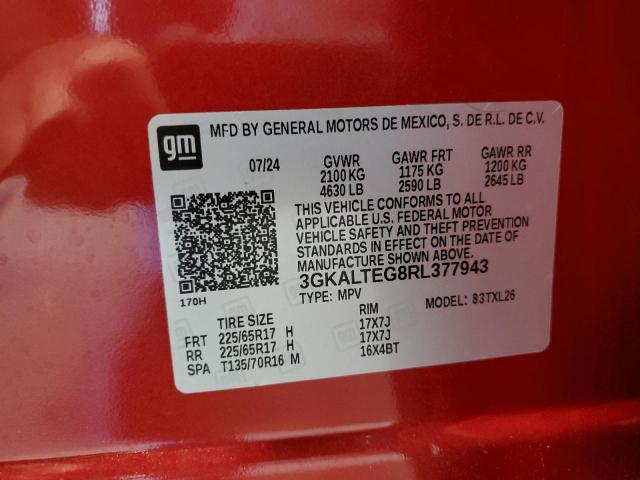 gm
MFD BY GENERAL MOTORS DE MEXICO, S. DE R.L. DE C.V.
07/24 GVWR GAWR FRT GAWR RR
2100 KG 1175 KG 1200 KG
4630 LB 2590 LB 2645 LB
THIS VEHICLE CONFORMS TO ALL
APPLICABLE U.S. FEDERAL MOTOR
VEHICLE SAFETY AND THEFT PREVENTION
STANDARDS IN EFFECT ON THE DATE OF
MANUFACTURE SHOWN ABOVE.
170H
3GKALTEG8RL377943
TYPE: MPV MODEL: 83TXL26
TIRE SIZE RIM
FRT 225/65R17 H 17X7J
RR 225/65R17 H 17X7J
SPA T135/70R16 M 16X4BT